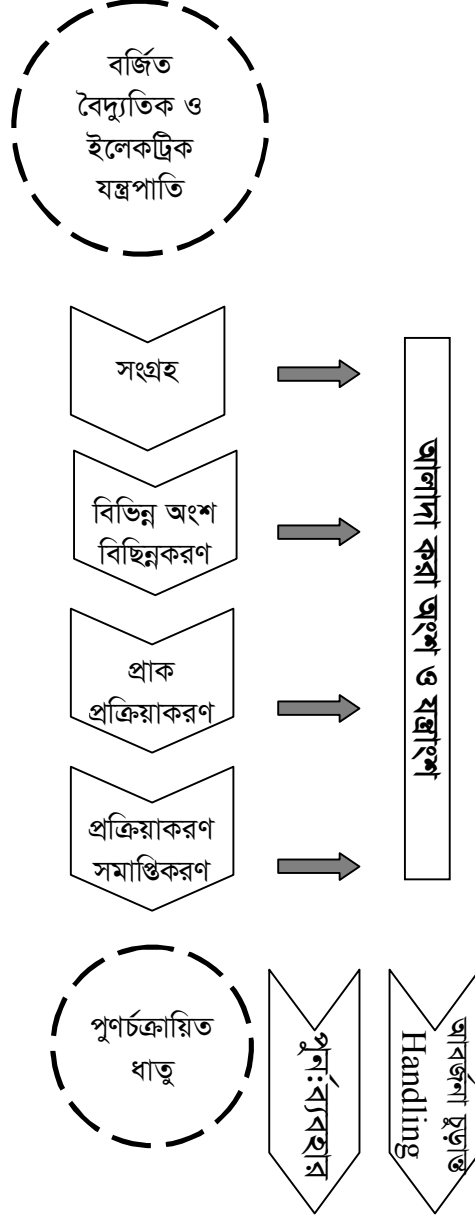 বর্জিত
বৈদ্যুতিক ও
ইলেকট্রিক
যন্ত্রপাতি
সংগ্রহ
বিভিন্ন অংশ
বিছিন্নকরণ
প্রাক
প্রক্রিয়াকরণ
প্রক্রিয়াকরণ
সমাপ্তিকরণ
আলাদা করা অংশ ও যন্ত্রাংশ
পুণর্চক্রায়িত
ধাতু
পুর্ন:ব্যবহার
আবর্জনা চুড়ান্ত
Handling